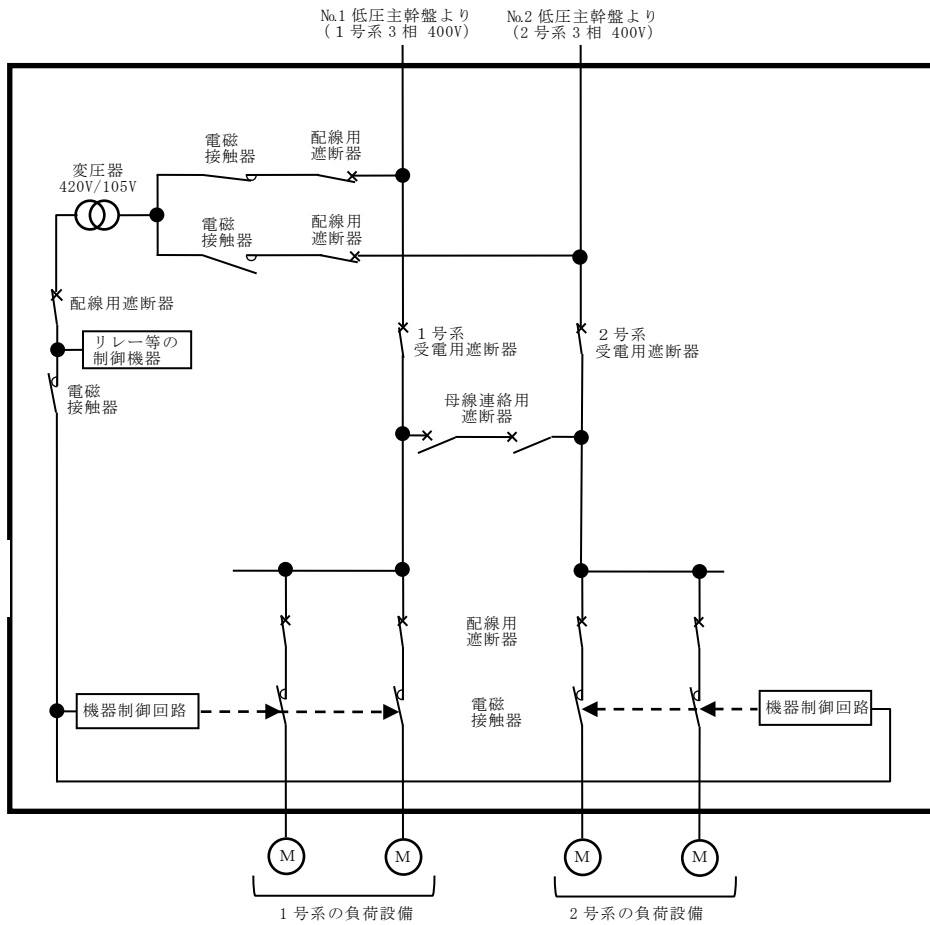 №1 低圧主幹盤より
(１号系３相 400V)
№2 低圧主幹盤より
(２号系３相 400V)
電磁
接触器
配線用
遮断器
変圧器
420V/105V
電磁
接触器
配線用
遮断器
配線用遮断器
リレー等の
制御機器
電磁
接触器
１号系
受電用遮断器
２号系
受電用遮断器
母線連絡用
遮断器
配線用
遮断器
機器制御回路
電磁
接触器
機器制御回路
M
M
M
M
１号系の負荷設備
２号系の負荷設備